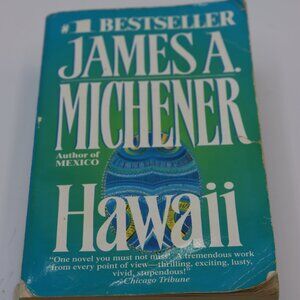 #1 BESTSELLER
JAMES A.
MICHENER
Author of
MEXICO
Hawaii
"One novel you must not miss! A tremendous work
from every point of view—thrilling, exciting, lusty,
vivid, stupendous!"
—Chicago Tribune